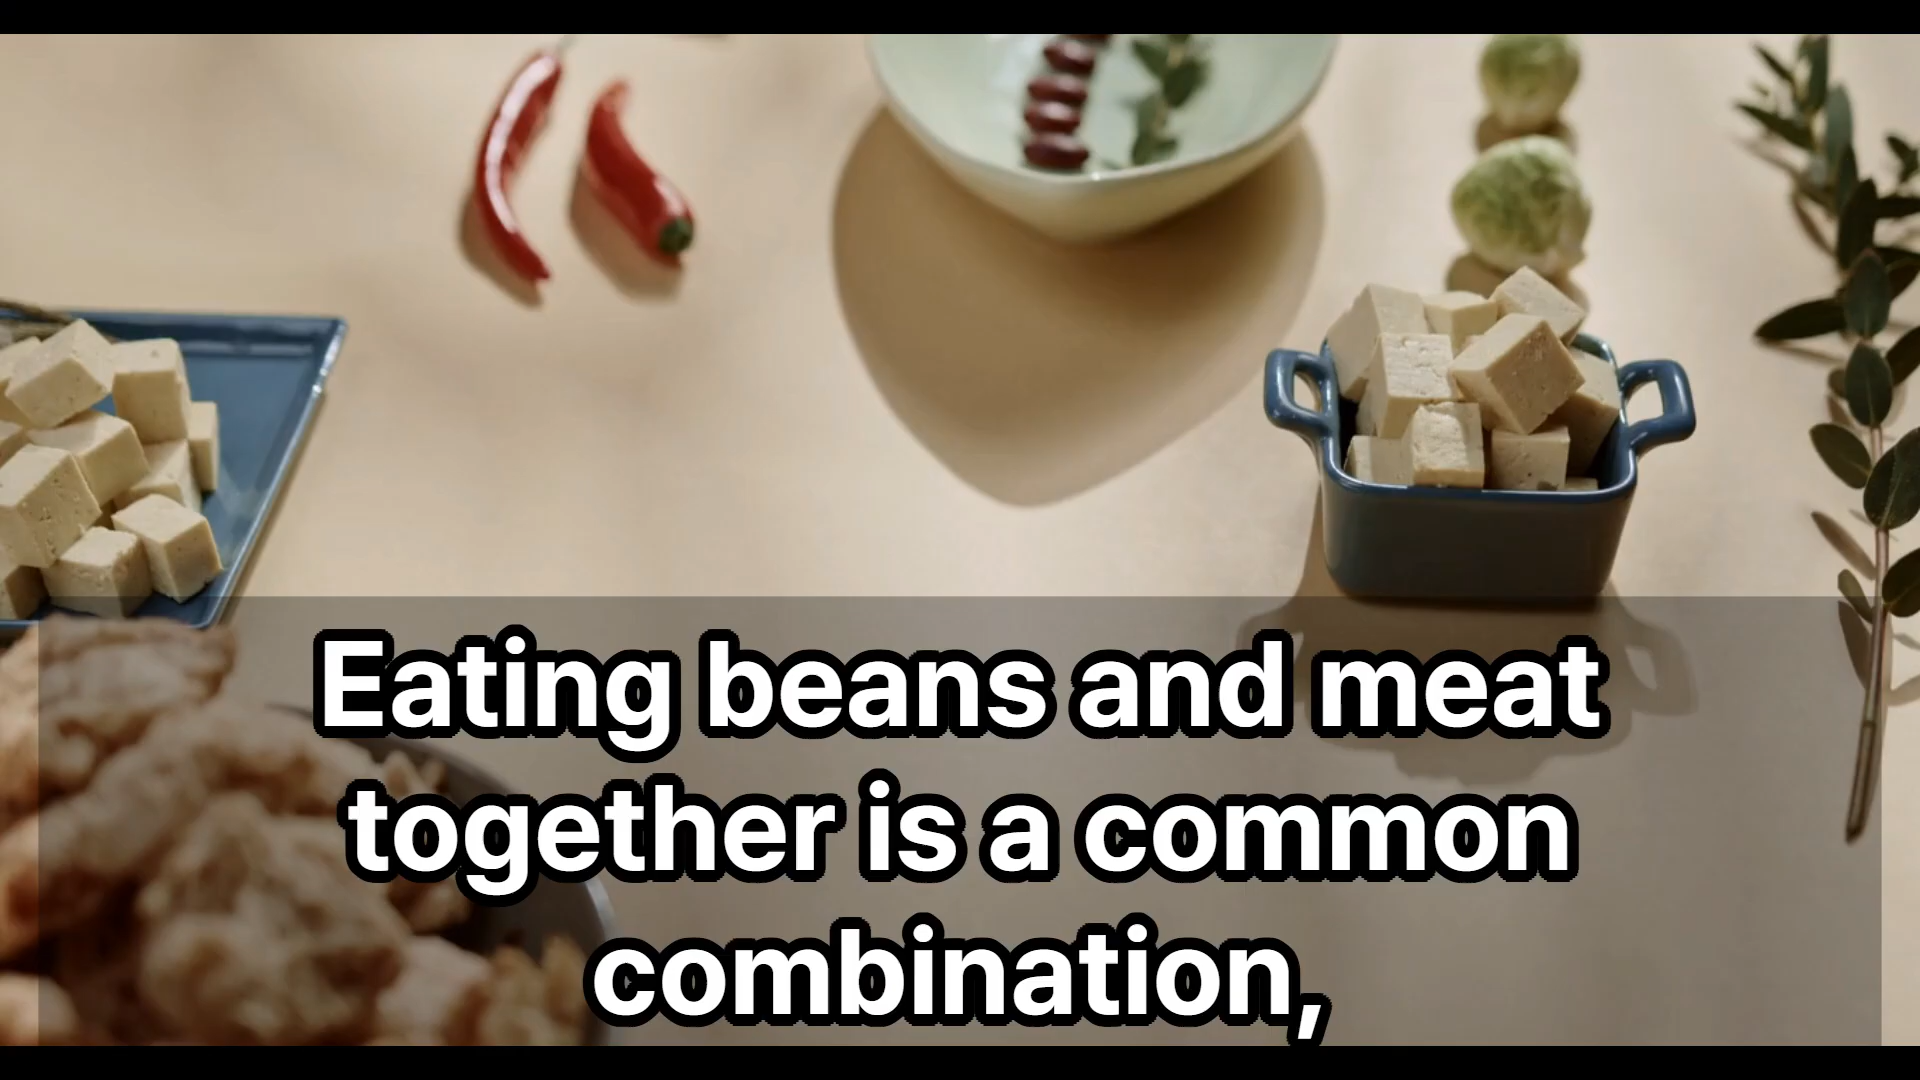 Eating beans and meat
together is a common
combination,